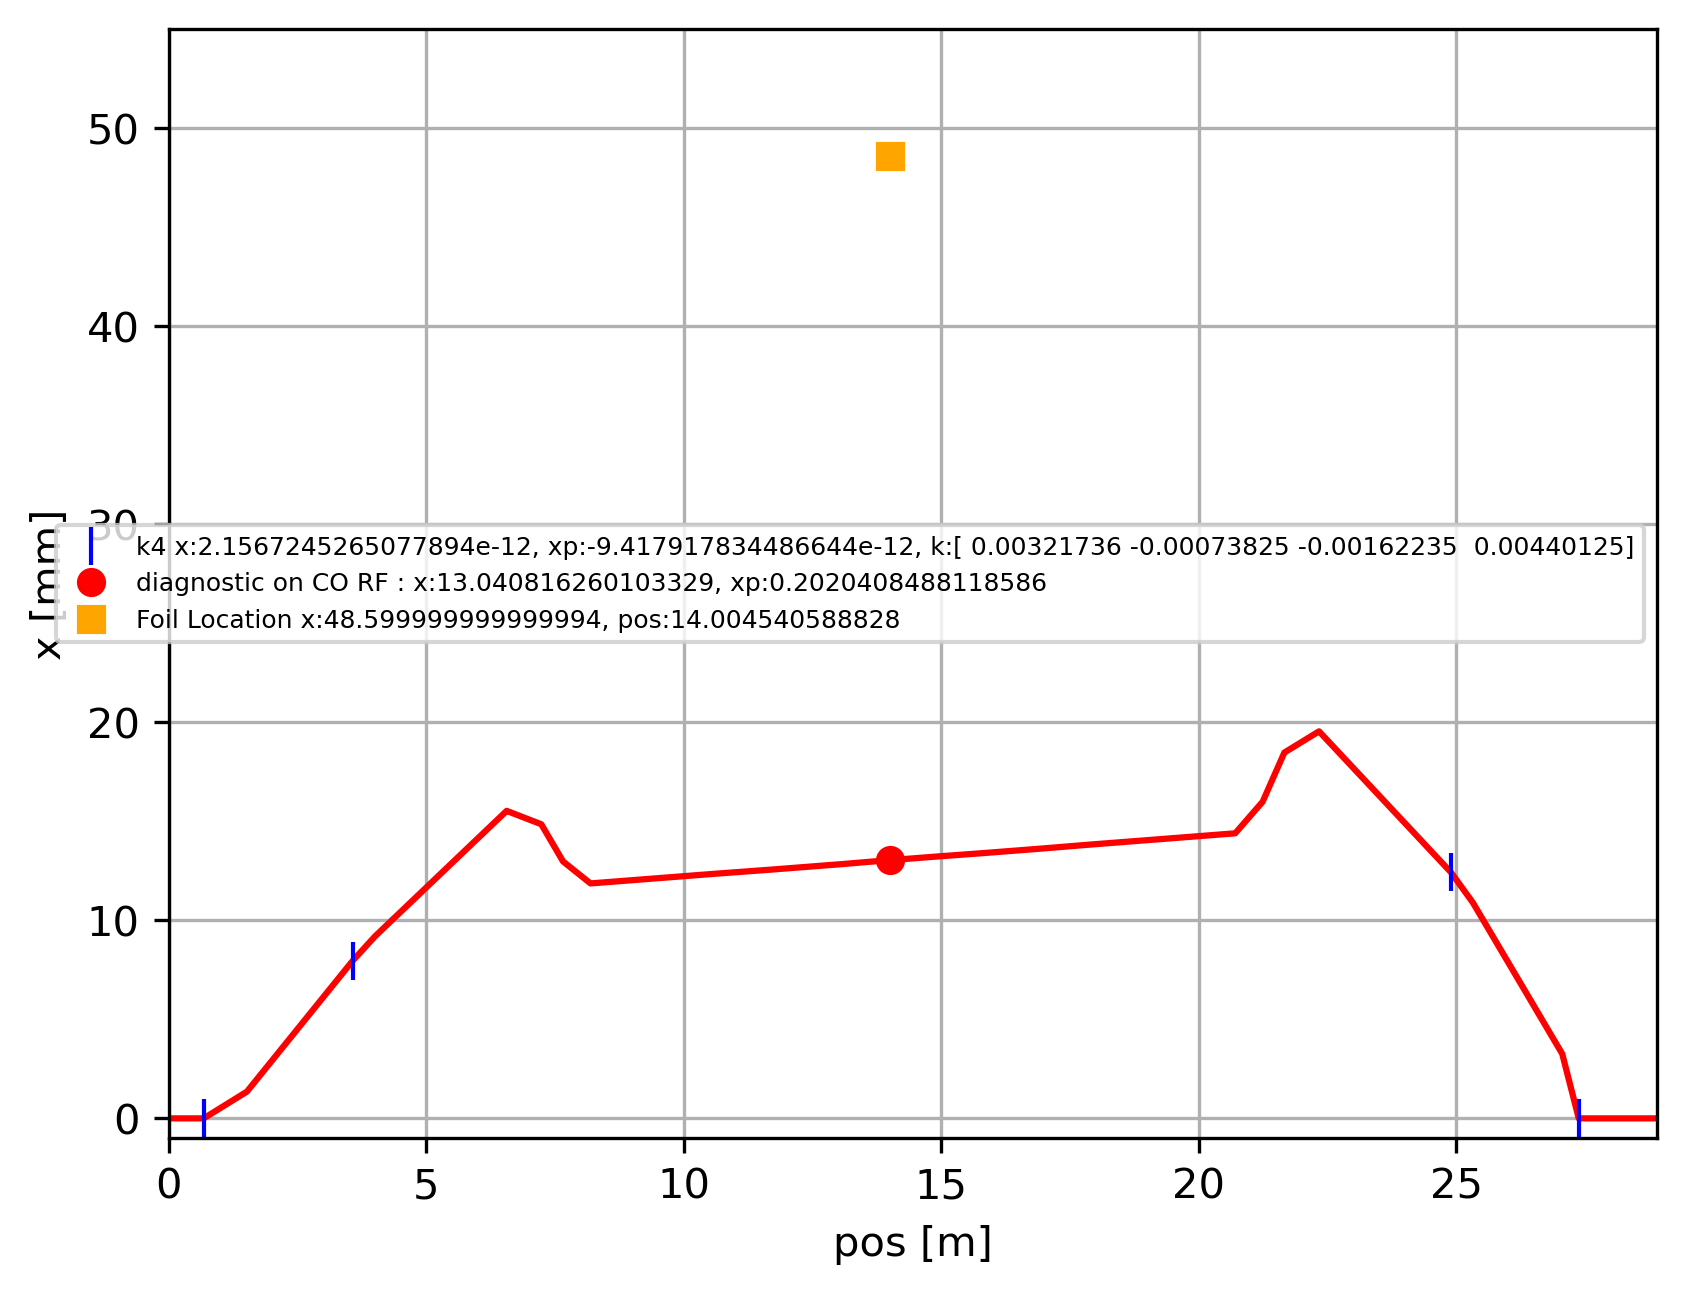 50
40
30
20
10
0
x [mm]
k4 x:2.1567245265077894e-12, xp:-9.417917834486644e-12, k:[ 0.00321736 -0.00073825 -0.00162235  0.00440125]
diagnostic on CO RF : x:13.040816260103329, xp:0.2020408488118586
Foil Location x:48.599999999999994, pos:14.004540588828
0 5 10 15 20 25
pos [m]